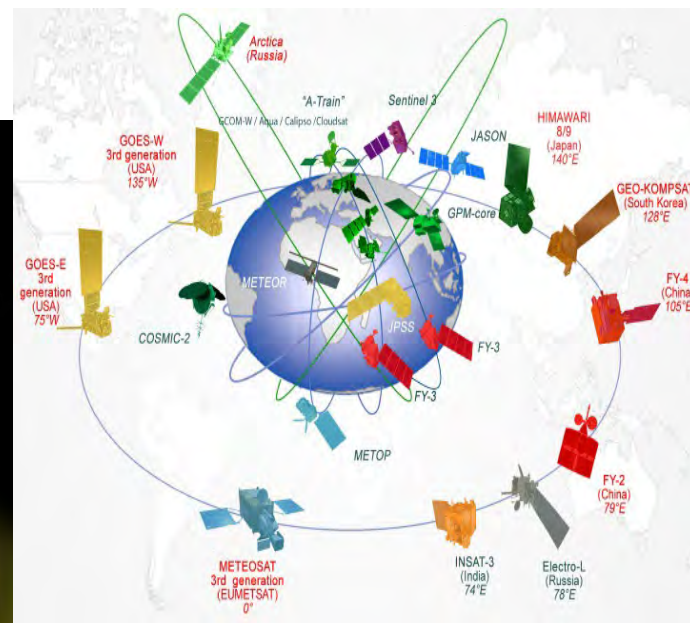 Arctica
(Russia)
"A-Train"
GCOM-W / Aqua / Calipso /Cloudsat
Sentinel 3
JASON
HIMAWARI
8/9
(Japan)
140°E
GOES-W
3rd generation
(USA)
135°W
GEO-KOMPSAT
(South Korea)
128°E
GPM-core
GOES-E
3rd
generation
(USA)
75°W
METEOR
FY-4
(China)
105°E
COSMIC-2
JPSS
FY-3
FY-3
METOP
FY-2
(China)
79°E
METEOSAT
3rd generation
(EUMETSAT)
0°
INSAT-3
(India)
74°E
Electro-L
(Russia)
78°E